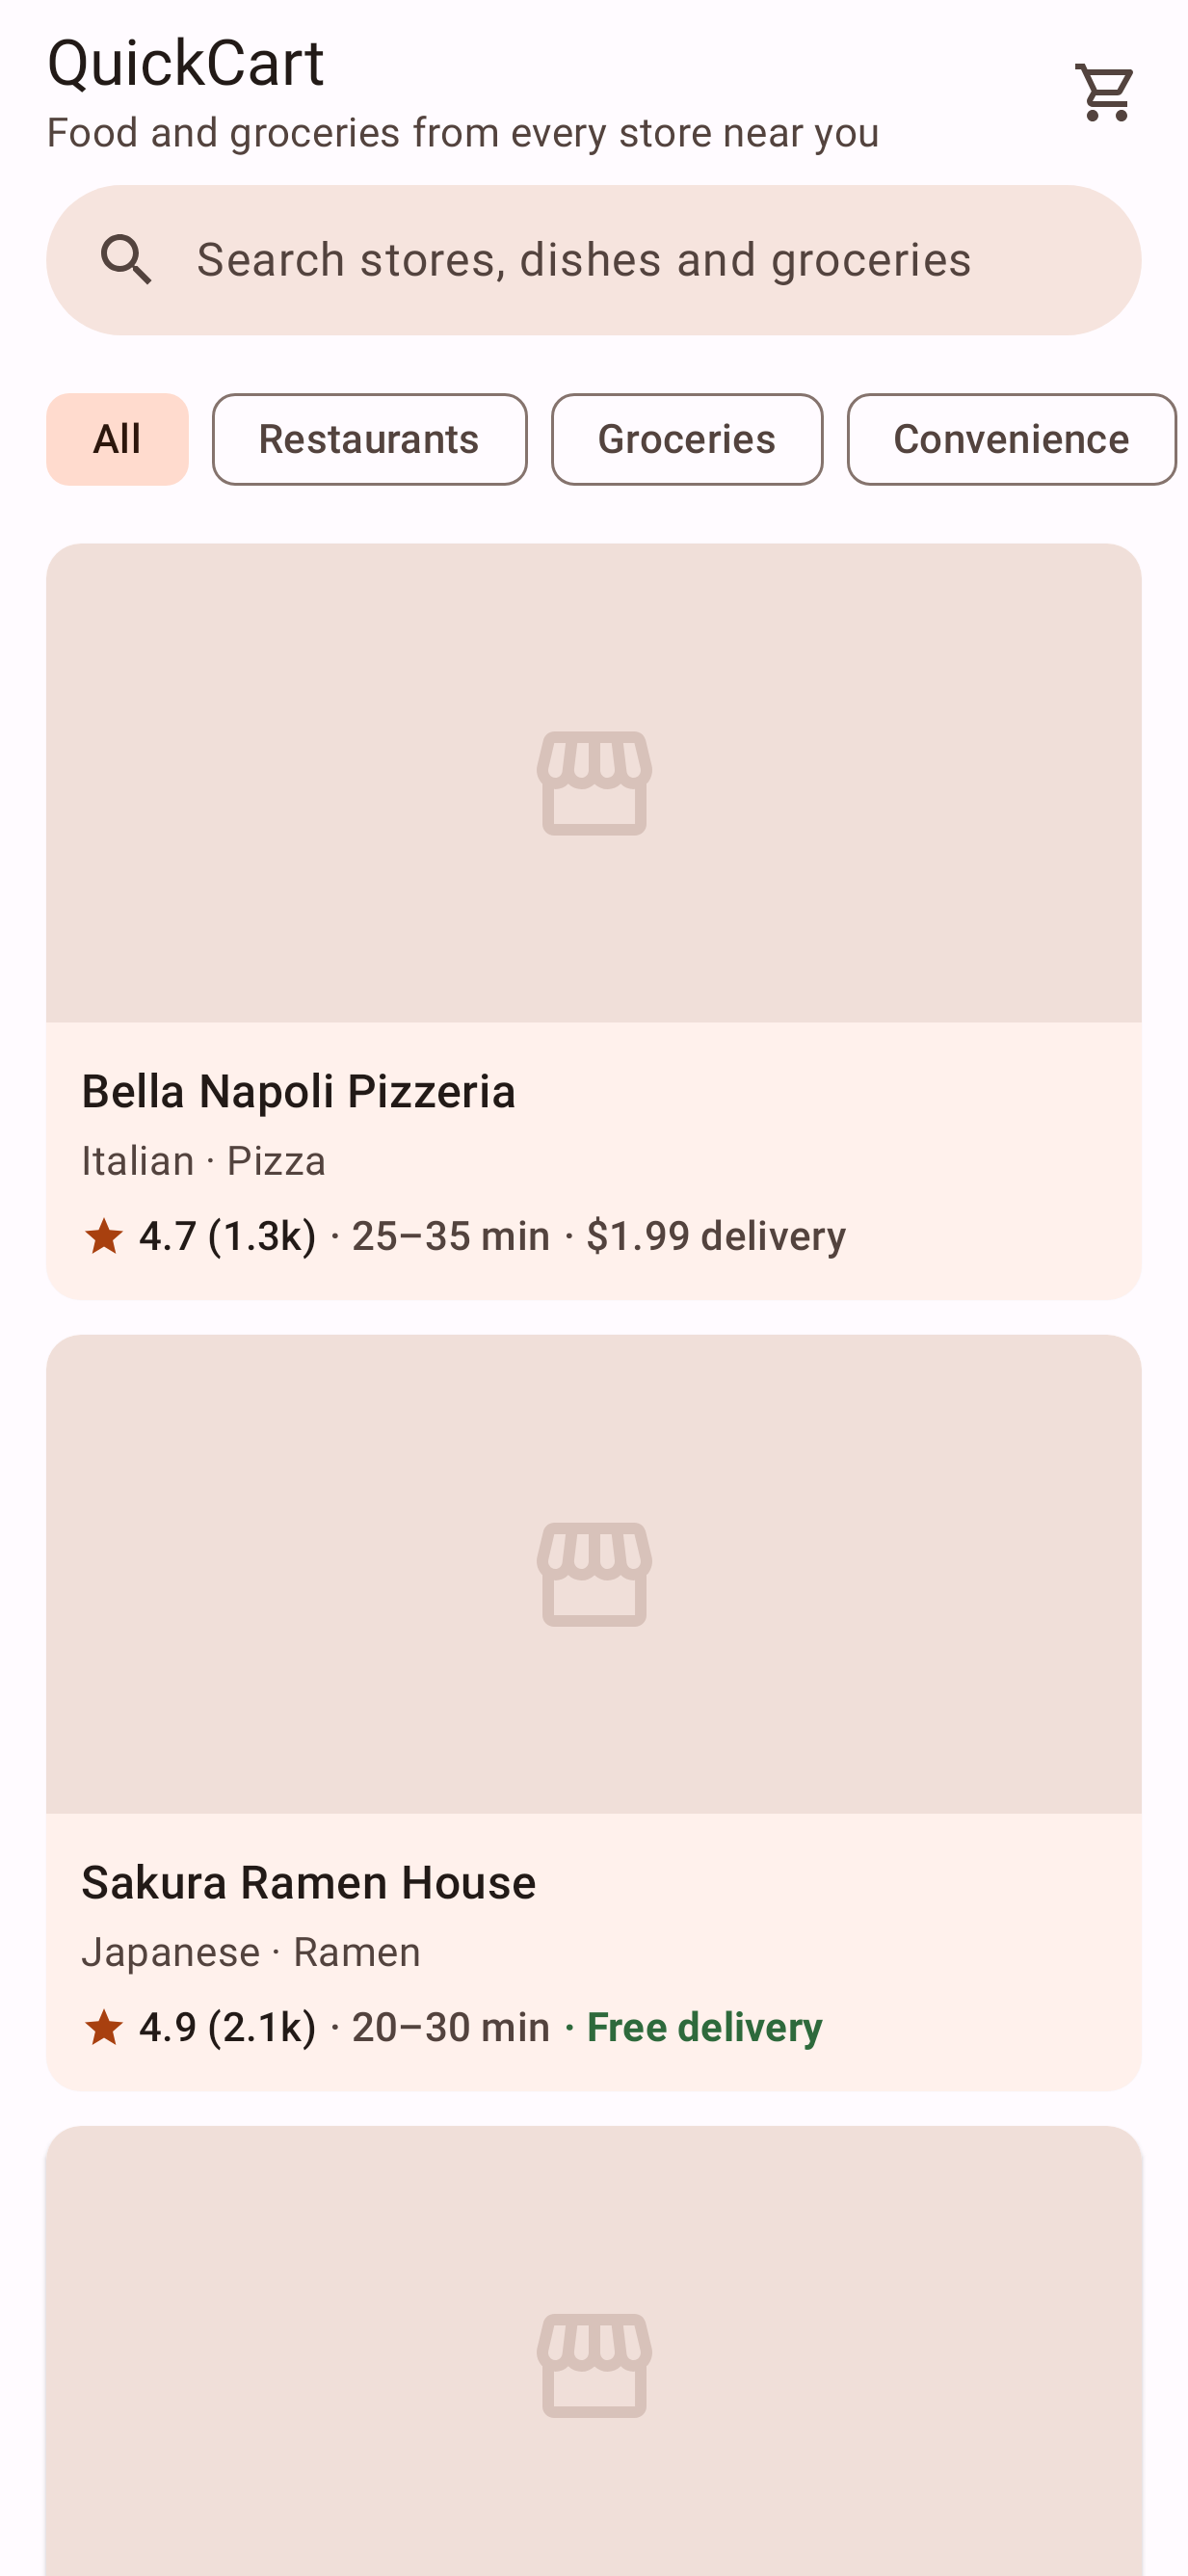 QuickCart
Food and groceries from every store near you
Search stores, dishes and groceries
All
Restaurants
Groceries
Convenience
Bella Napoli Pizzeria
Italian · Pizza
4.7 (1.3k) · 25–35 min · $1.99 delivery
Sakura Ramen House
Japanese · Ramen
4.9 (2.1k) · 20–30 min · Free delivery